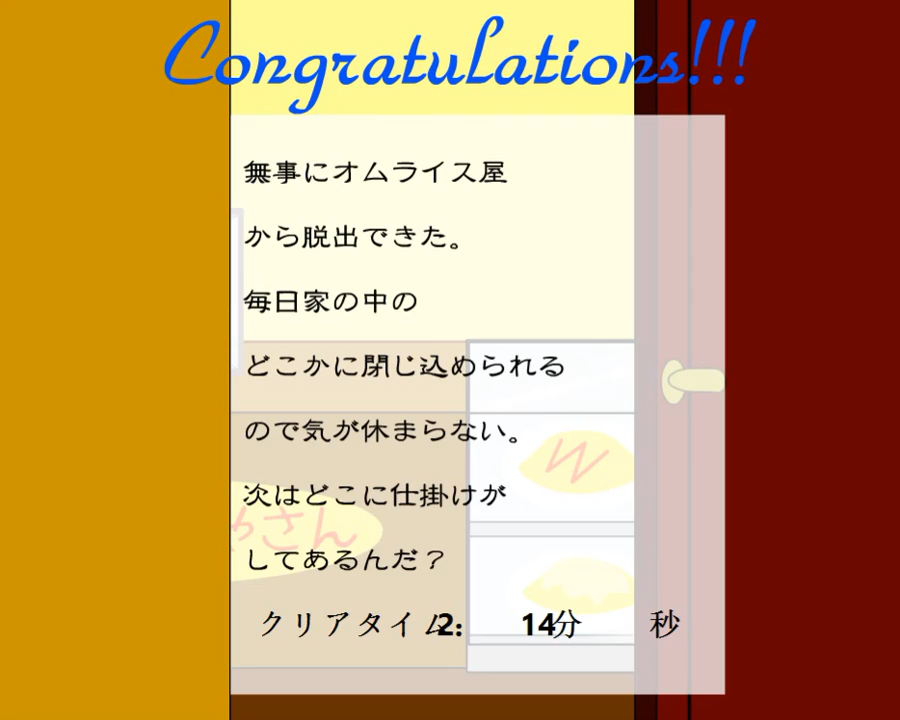 Congratulations!!!
無事にオムライス屋
から脱出できた。
毎日家の中の
どこかに閉じ込められる
ので気が休まらない。
次はどこに仕掛けが
してあるんだ？
クリアタイム2: 14分 秒
やさん
W